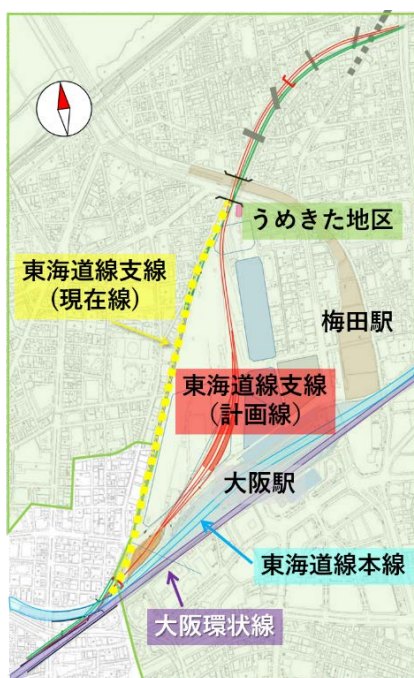 うめきた地区
東海道線支線
（現在線）
梅田駅
東海道線支線
（計画線）
大阪駅
東海道線本線
大阪環状線